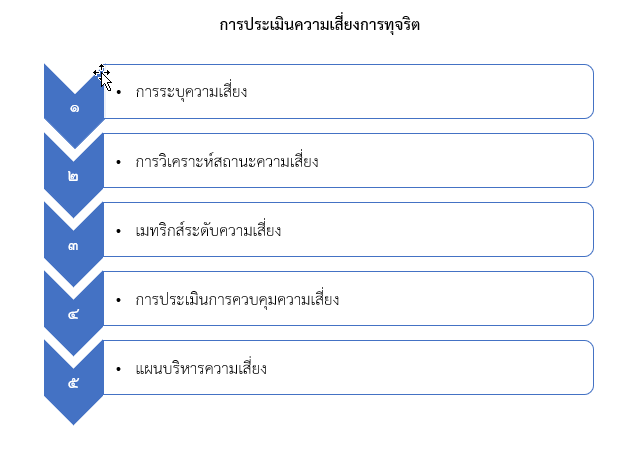 การประเมินความเสี่ยงการทุจริต
๑
• การระบุความเสี่ยง
๒
• การวิเคราะห์สถานะความเสี่ยง
๓
• เมทริกส์ระดับความเสี่ยง
๔
• การประเมินการควบคุมความเสี่ยง
๕
• แผนบริหารความเสี่ยง